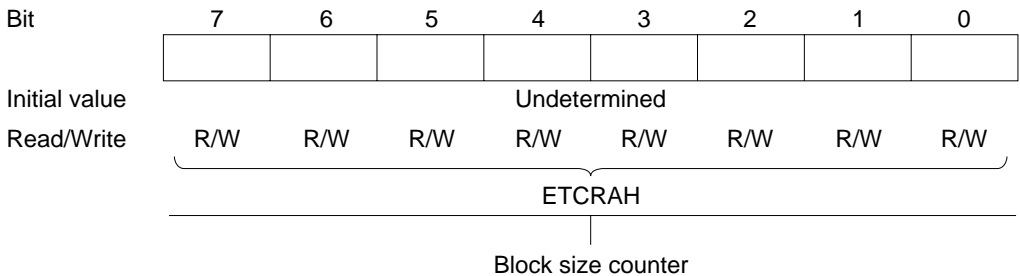 Bit 7 6 5 4 3 2 1 0
Initial value Undetermined
Read/Write R/W R/W R/W R/W R/W R/W R/W R/W
ETCRAH
Block size counter